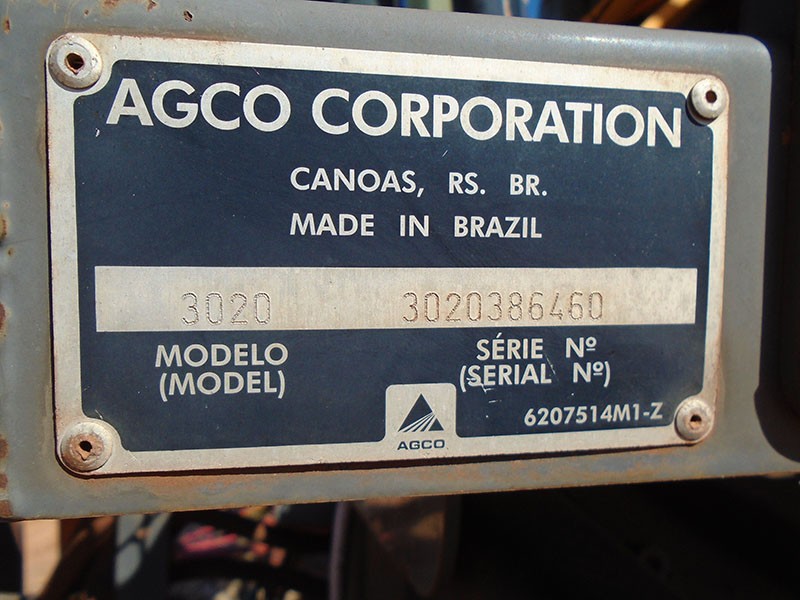 AGCO CORPORATION
CANOAS, RS. BR.
MADE IN BRAZIL
3020 3020386460
MODELO SÉRIE Nº
(MODEL) (SERIAL Nº)
AGCO
6207514M1-Z